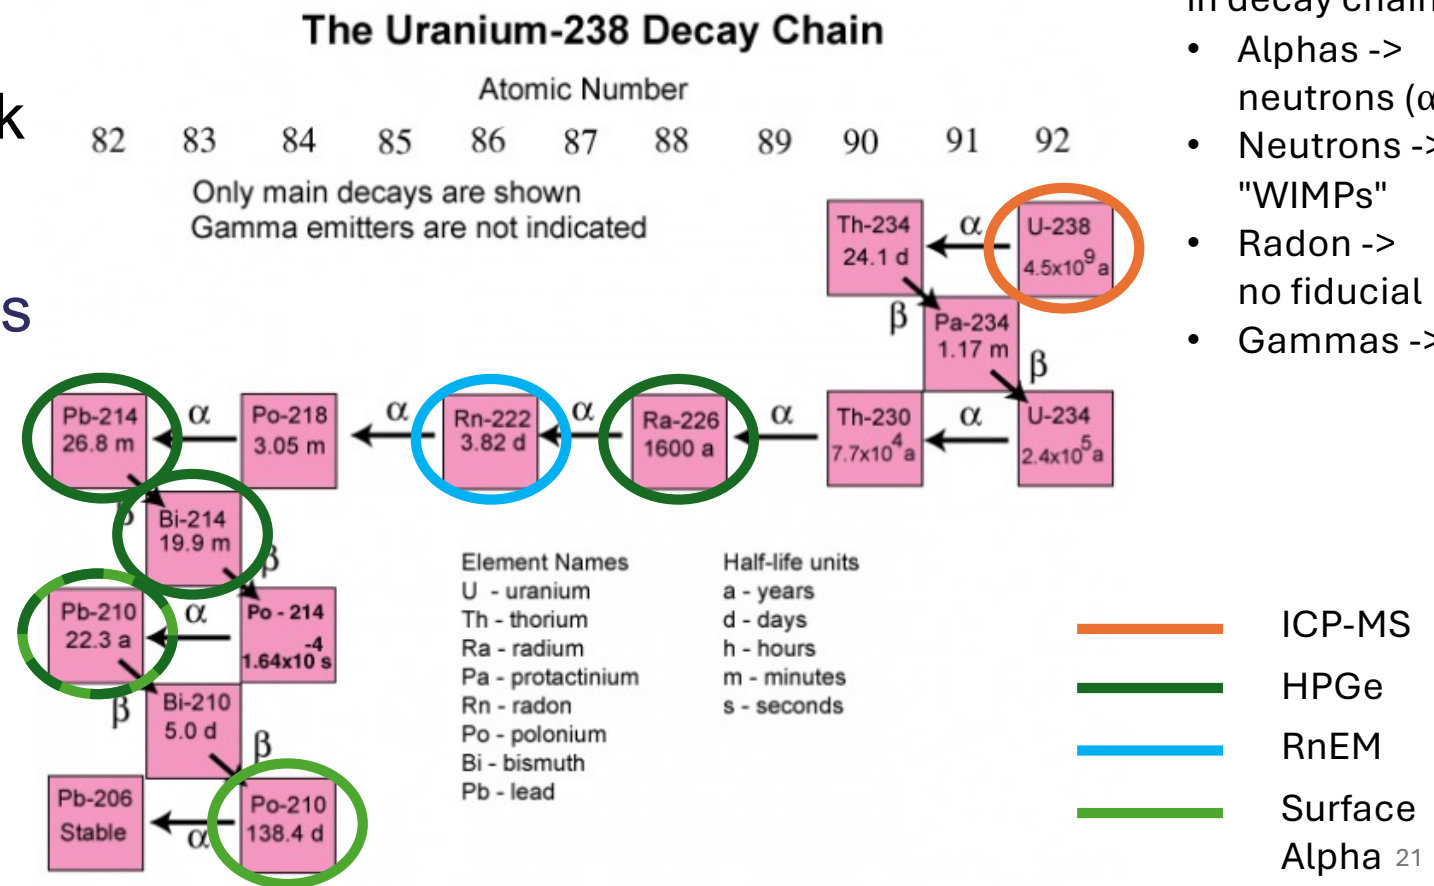 The Uranium-238 Decay Chain
Atomic Number
82 83 84 85 86 87 88 89 90 91 92
Only main decays are shown
Gamma emitters are not indicated
k
s
In decay chain
• Alphas ->
neutrons (α
• Neutrons ->
"WIMPs"
• Radon ->
no fiducial
• Gammas ->
Th-234
24.1 d
α
U-238
4.5x10⁹a
β
Pa-234
1.17 m
β
Pb-214
26.8 m
α
Po-218
3.05 m
α
Rn-222
3.82 d
α
Ra-226
1600 a
α
Th-230
7.7x10⁴a
α
U-234
2.4x10⁵a
β
Bi-214
19.9 m
β
Pb-210
22.3 a
α
Po - 214
1.64x10⁻⁴s
β
Bi-210
5.0 d
β
Pb-206
Stable
α
Po-210
138.4 d
Element Names
U - uranium
Th - thorium
Ra - radium
Pa - protactinium
Rn - radon
Po - polonium
Bi - bismuth
Pb - lead
Half-life units
a - years
d - days
h - hours
m - minutes
s - seconds
ICP-MS
HPGe
RnEM
Surface
Alpha
21